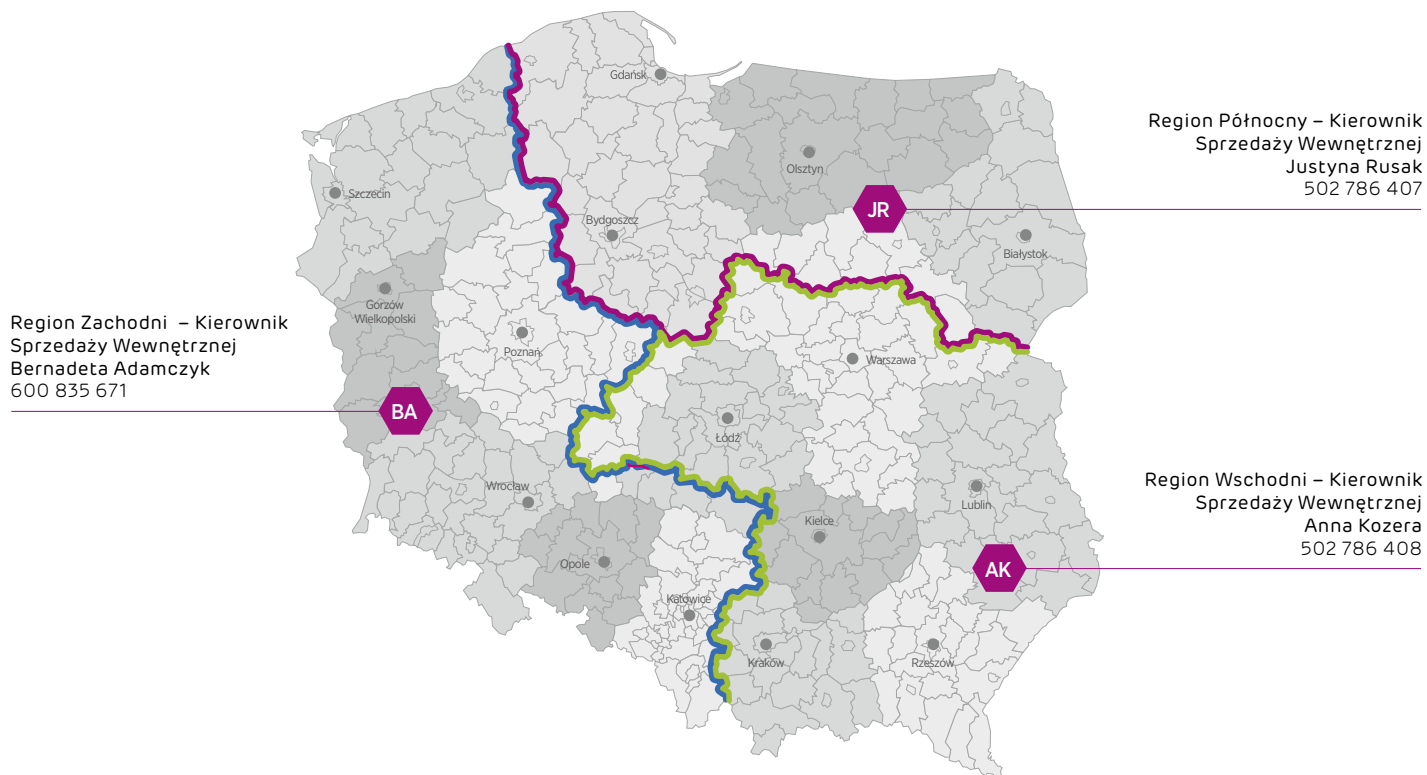 Gdańsk
Region Północny – Kierownik
Sprzedaży Wewnętrznej
Justyna Rusak
502 786 407
Olsztyn
Szczecin
JR
Bydgoszcz
Białystok
Gorzów
Wielkopolski
Region Zachodni – Kierownik
Sprzedaży Wewnętrznej
Bernadeta Adamczyk
600 835 671
Poznań
Warszawa
BA
Łódź
Region Wschodni – Kierownik
Sprzedaży Wewnętrznej
Anna Kozera
502 786 408
Wrocław
Lublin
Kielce
Opole
AK
Katowice
Kraków
Rzeszów